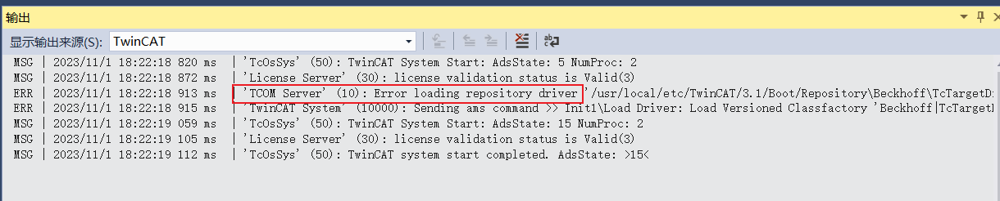 输出
显示输出来源(S): TwinCAT
MSG | 2023/11/1 18:22:18 820 ms | 'TcOsSys' (50): TwinCAT System Start: AdsState: 5 NumProc: 2
MSG | 2023/11/1 18:22:18 872 ms | 'License Server' (30): license validation status is Valid(3)
ERR | 2023/11/1 18:22:18 913 ms | 'TCOM Server' (10): Error loading repository driver '/usr/local/etc/TwinCAT/3.1/Boot/Repository\Beckhoff\TcTargetD
ERR | 2023/11/1 18:22:18 915 ms | 'TwinCAT System' (10000): Sending ams command >> Init1\Load Driver: Load Versioned Classfactory 'Beckhoff|TcTarget
MSG | 2023/11/1 18:22:19 059 ms | 'TcOsSys' (50): TwinCAT System Start: AdsState: 15 NumProc: 2
MSG | 2023/11/1 18:22:19 105 ms | 'License Server' (30): license validation status is Valid(3)
MSG | 2023/11/1 18:22:19 112 ms | 'TcOsSys' (50): TwinCAT system start completed. AdsState: >15<